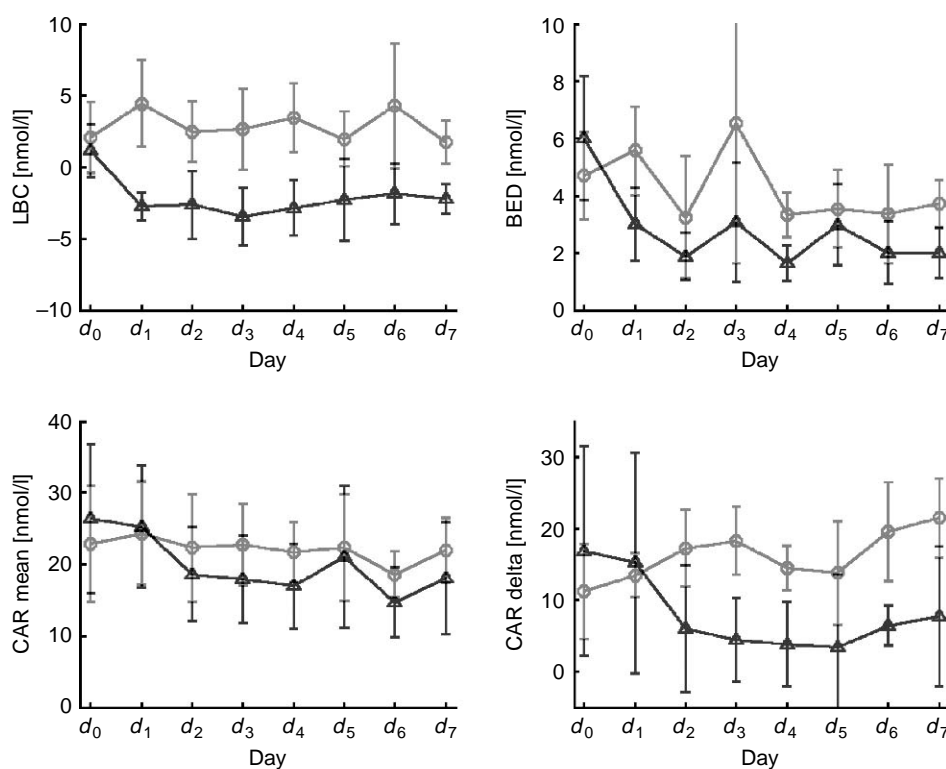 LBC [nmol/l]
10
5
0
–5
–10
d0 d1 d2 d3 d4 d5 d6 d7
Day
BED [nmol/l]
10
8
6
4
2
0
d0 d1 d2 d3 d4 d5 d6 d7
Day
CAR mean [nmol/l]
40
30
20
10
0
d0 d1 d2 d3 d4 d5 d6 d7
Day
CAR delta [nmol/l]
30
20
10
0
d0 d1 d2 d3 d4 d5 d6 d7
Day